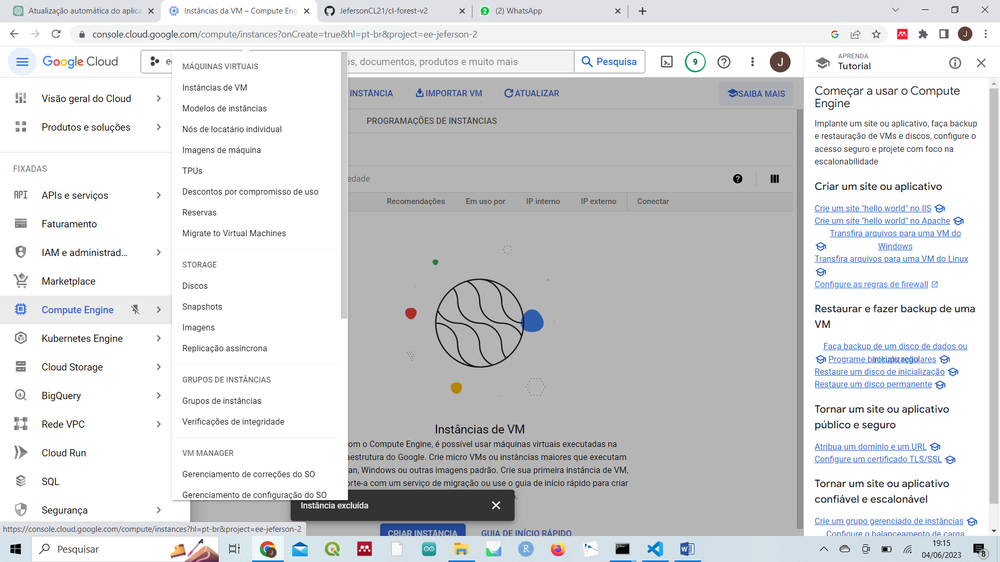 Atualização automática do aplica
Instâncias da VM – Compute Eng
JefersonCL21/cl-forest-v2
(2) WhatsApp
console.cloud.google.com/compute/instances?onCreate=true&hl=pt-br&project=ee-jeferson-2
J
Google Cloud
os, documentos, produtos e muito mais
Pesquisa
9
J
APRENDA
Tutorial
Visão geral do Cloud
Produtos e soluções
FIXADAS
APIs e serviços
Faturamento
IAM e administrad...
Marketplace
Compute Engine
Kubernetes Engine
Cloud Storage
BigQuery
Rede VPC
Cloud Run
SQL
Segurança
MÁQUINAS VIRTUAIS
Instâncias de VM
Modelos de instâncias
Nós de locatário individual
Imagens de máquina
TPUs
Descontos por compromisso de uso
Reservas
Migrate to Virtual Machines
STORAGE
Discos
Snapshots
Imagens
Replicação assíncrona
GRUPOS DE INSTÂNCIAS
Grupos de instâncias
Verificações de integridade
VM MANAGER
Gerenciamento de correções do SO
Gerenciamento de configuração do SO
INSTÂNCIA
IMPORTAR VM
ATUALIZAR
SAIBA MAIS
PROGRAMAÇÕES DE INSTÂNCIAS
edade
Recomendações Em uso por IP interno IP externo Conectar
Instâncias de VM
om o Compute Engine, é possível usar máquinas virtuais executadas na
aestrutura do Google. Crie micro VMs ou instâncias maiores que executam
an, Windows ou outras imagens padrão. Crie sua primeira instância de VM,
orte-a com um serviço de migração ou use o guia de início rápido para criar
Instância excluída
CRIAR INSTÂNCIA
GUIA DE INÍCIO RÁPIDO
Começar a usar o Compute
Engine
Implante um site ou aplicativo, faça backup
e restauração de VMs e discos, configure o
acesso seguro e projete com foco na
escalonabilidade
Criar um site ou aplicativo
Crie um site "hello world" no IIS
Crie um site "hello world" no Apache
Transfira arquivos para uma VM do
Windows
Transfira arquivos para uma VM do Linux
Configure as regras de firewall
Restaurar e fazer backup de uma
VM
Faça backup de um disco de dados ou
inicialização
Programe backups regulares
Restaure um disco de inicialização
Restaure um disco permanente
Tornar um site ou aplicativo
público e seguro
Atribua um domínio e um URL
Configure um certificado TLS/SSL
Tornar um site ou aplicativo
confiável e escalonável
Crie um grupo gerenciado de instâncias
Configure o balanceamento de carga
https://console.cloud.google.com/compute/instances?hl=pt-br&project=ee-jeferson-2
Pesquisar
19:15
04/06/2023
8